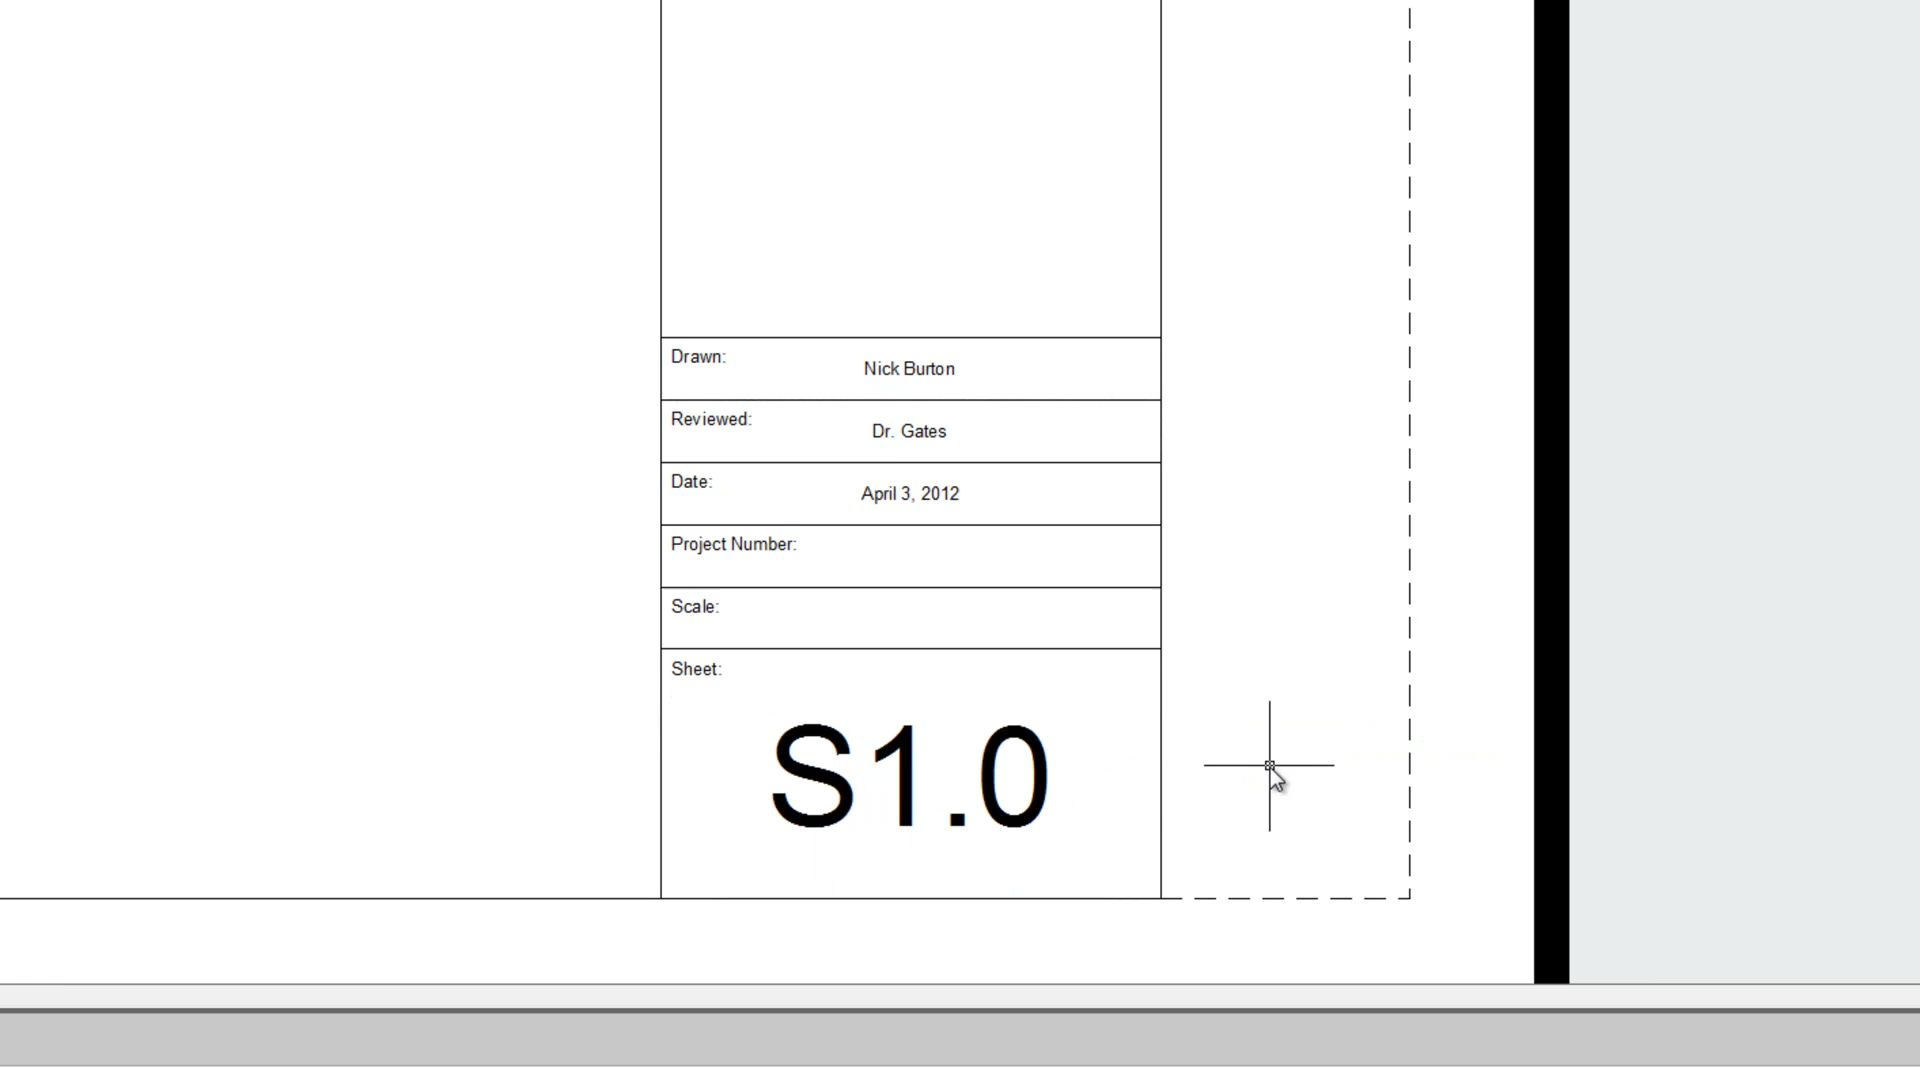 Drawn:
Nick Burton
Reviewed:
Dr. Gates
Date:
April 3, 2012
Project Number:
Scale:
Sheet:
S1.0